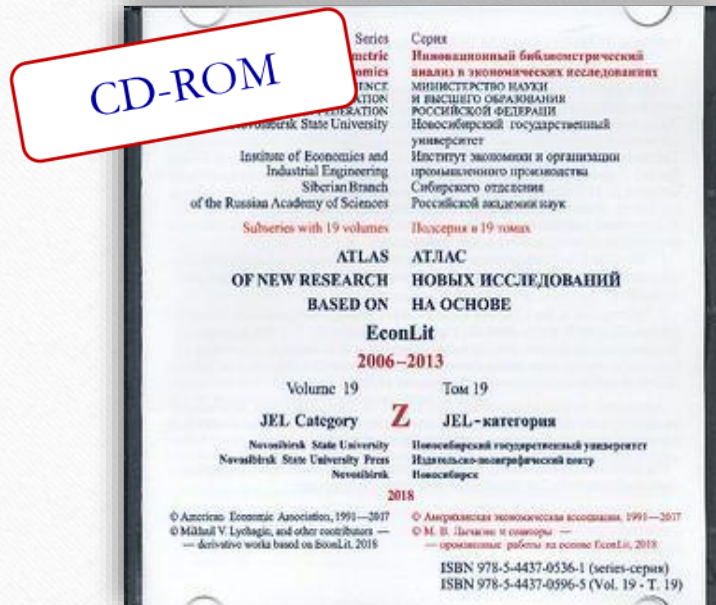 CD-ROM
Series Серия
metric Инновационный библиометрический
omics анализ в экономических исследованиях
ENCE МИНИСТЕРСТВО НАУКИ
ATION И ВЫСШЕГО ОБРАЗОВАНИЯ
FEDERATION РОССИЙСКОЙ ФЕДЕРАЦИИ
Novosibirsk State University Новосибирский государственный
университет
Institute of Economics and Институт экономики и организации
Industrial Engineering промышленного производства
Siberian Branch Сибирского отделения
of the Russian Academy of Sciences Российской академии наук
Subseries with 19 volumes Подсерия в 19 томах
ATLAS АТЛАС
OF NEW RESEARCH НОВЫХ ИССЛЕДОВАНИЙ
BASED ON НА ОСНОВЕ
EconLit
2006–2013
Volume 19 Том 19
JEL Category Z JEL-категория
Novosibirsk State University Новосибирский государственный университет
Novosibirsk State University Press Издательско-полиграфический центр
Novosibirsk Новосибирск
2018
© American Economic Association, 1991—2017 © Американская экономическая ассоциация, 1991—2017
© Mikhail V. Lychagin, and other contributors — © М. В. Лычагин и соавторы —
— derivative works based on EconLit, 2018 — производные работы на основе EconLit, 2018
ISBN 978-5-4437-0536-1 (series-серия)
ISBN 978-5-4437-0596-5 (Vol. 19 - Т. 19)